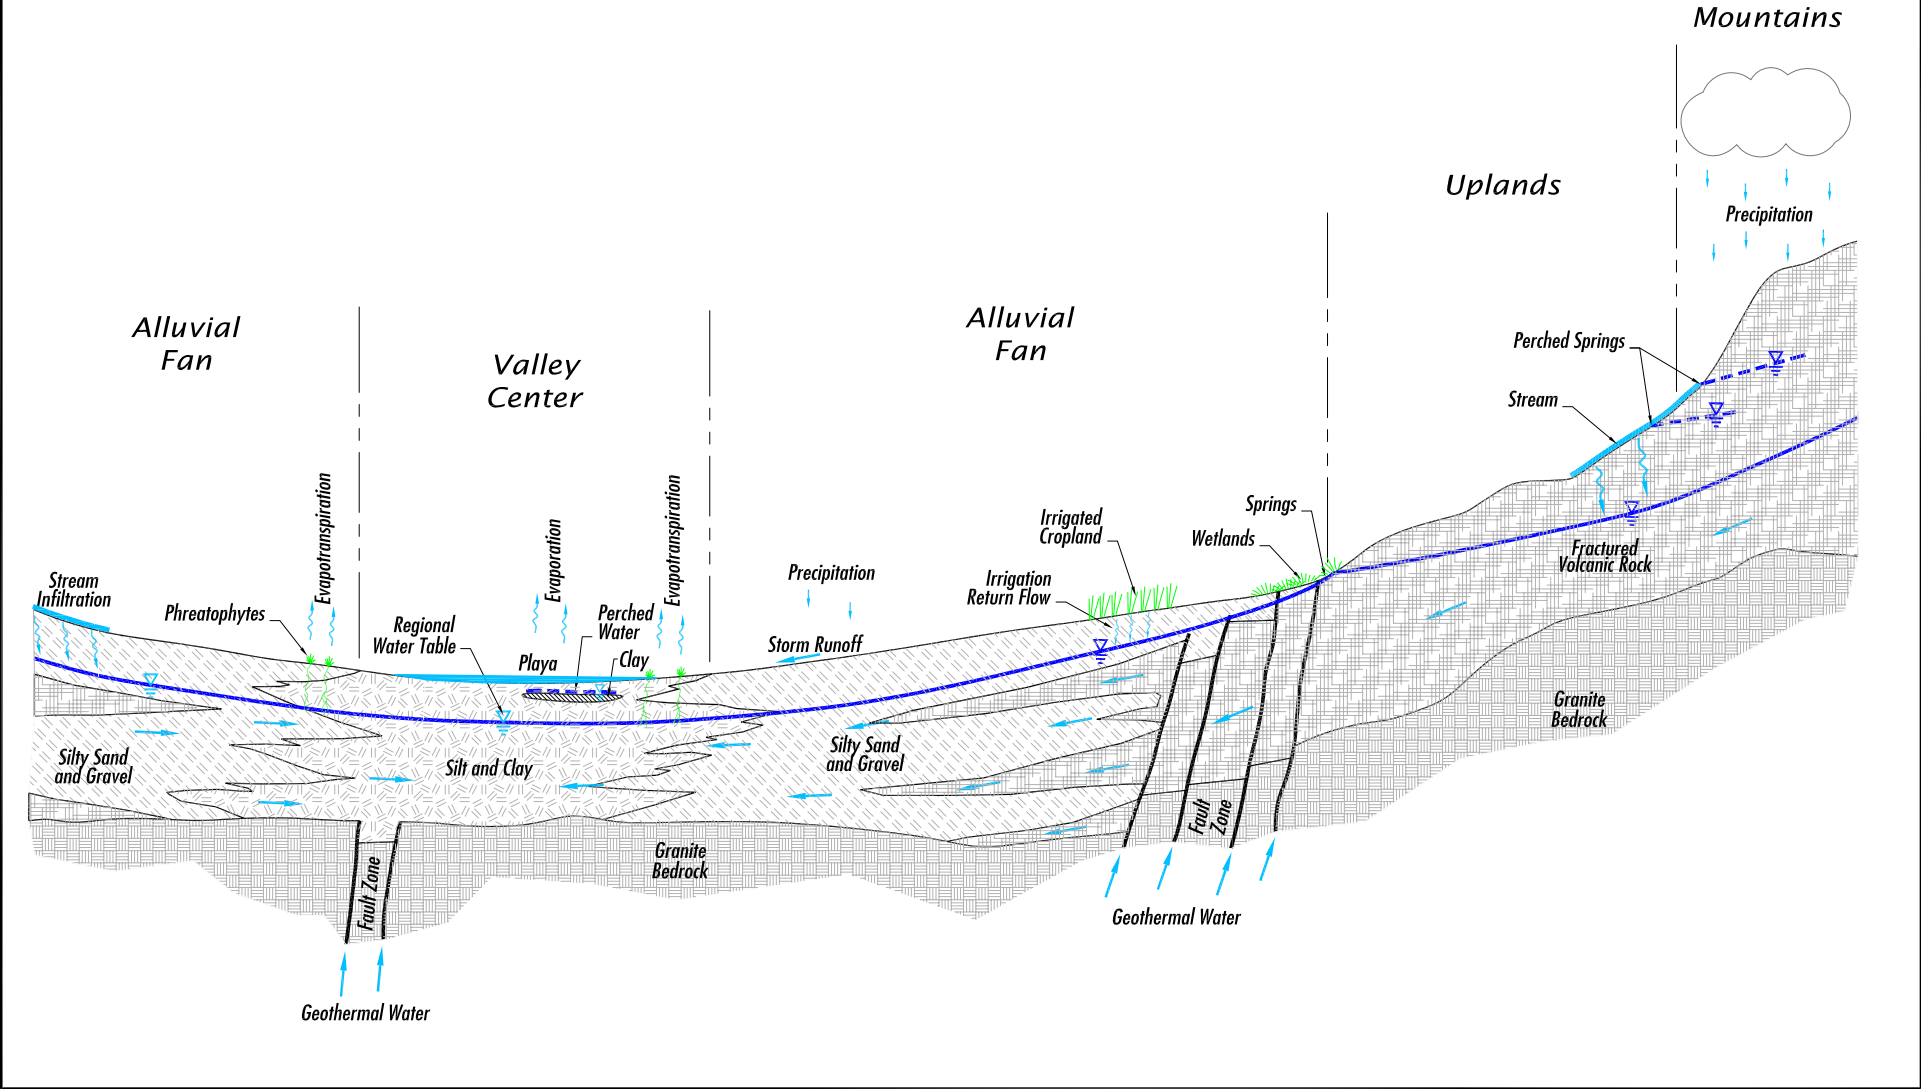 Mountains
Uplands
Precipitation
Alluvial
Fan
Valley
Center
Alluvial
Fan
Perched Springs
Stream
Evapotranspiration
Evaporation
Evapotranspiration
Springs
Wetlands
Irrigated
Cropland
Irrigation
Return Flow
Precipitation
Storm Runoff
Stream
Infiltration
Phreatophytes
Regional
Water Table
Perched
Water
Playa
Clay
Fractured
Volcanic Rock
Silty Sand
and Gravel
Silt and Clay
Silty Sand
and Gravel
Granite
Bedrock
Fault
Zone
Granite
Bedrock
Fault Zone
Geothermal Water
Geothermal Water